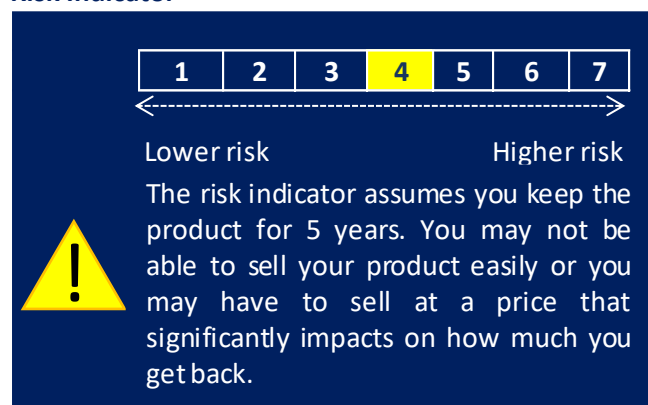 1 2 3 4 5 6 7
Lower risk Higher risk
The risk indicator assumes you keep the
product for 5 years. You may not be
able to sell your product easily or you
may have to sell at a price that
significantly impacts on how much you
get back.
!